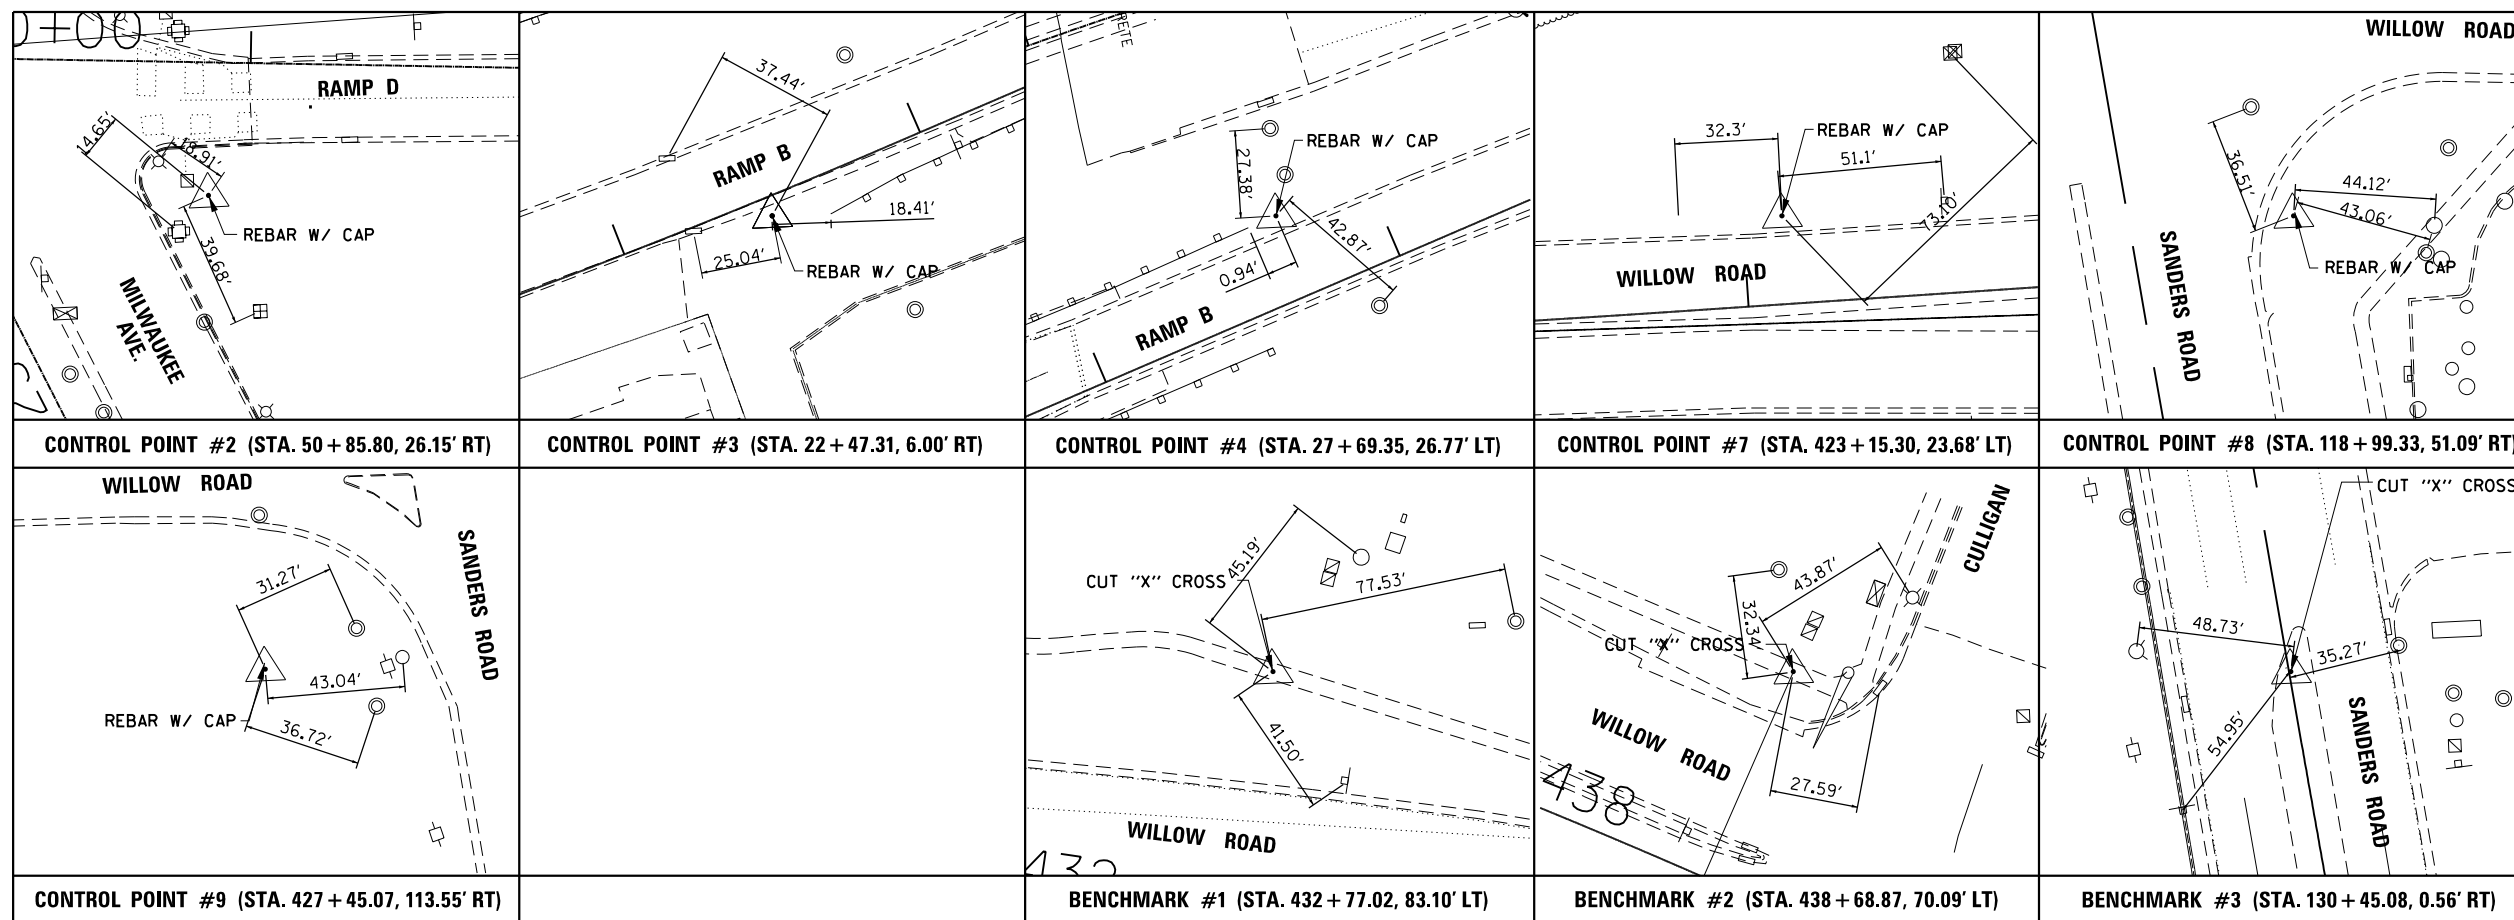 0+00
RAMP D
14.65'
18.91'
REBAR W/ CAP
39.68'
MILWAUKEE
AVE.
CONTROL POINT #2 (STA. 50+85.80, 26.15' RT)
37.44'
RAMP B
18.41'
25.04'
REBAR W/ CAP
CONTROL POINT #3 (STA. 22+47.31, 6.00' RT)
RETE
REBAR W/ CAP
27.38'
42.87'
0.94'
RAMP B
CONTROL POINT #4 (STA. 27+69.35, 26.77' LT)
32.3'
REBAR W/ CAP
51.1'
73.10'
WILLOW ROAD
CONTROL POINT #7 (STA. 423+15.30, 23.68' LT)
WILLOW ROAD
36.51'
44.12'
43.06'
REBAR W/ CAP
SANDERS ROAD
CONTROL POINT #8 (STA. 118+99.33, 51.09' RT)
WILLOW ROAD
SANDERS ROAD
31.27'
43.04'
REBAR W/ CAP
36.72'
CONTROL POINT #9 (STA. 427+45.07, 113.55' RT)
45.19'
CUT "X" CROSS
77.53'
41.50'
WILLOW ROAD
432
BENCHMARK #1 (STA. 432+77.02, 83.10' LT)
CULLIGAN
43.87'
32.34'
CUT "X" CROSS
WILLOW ROAD
27.59'
438
BENCHMARK #2 (STA. 438+68.87, 70.09' LT)
CUT "X" CROSS
48.73'
35.27'
54.95'
SANDERS ROAD
BENCHMARK #3 (STA. 130+45.08, 0.56' RT)